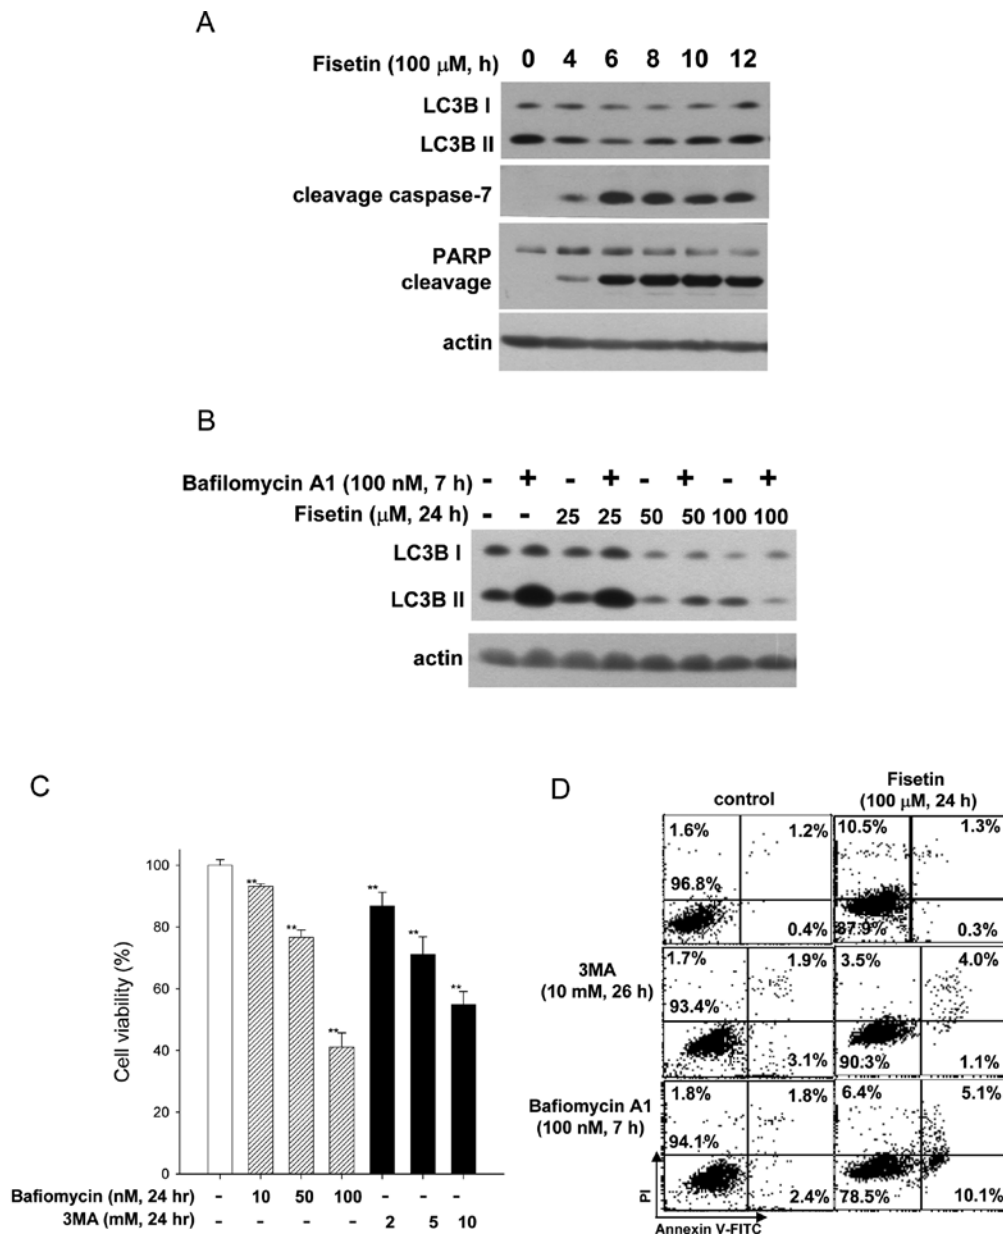 A
Fisetin (100 μM, h) 0 4 6 8 10 12
LC3B I
LC3B II
cleavage caspase-7
PARP
cleavage
actin
B
Bafilomycin A1 (100 nM, 7 h) - + - + - + - +
Fisetin (μM, 24 h) - - 25 25 50 50 100 100
LC3B I
LC3B II
actin
C
Cell viability (%)
100
80
60
40
20
0
** ** ** ** ** **
Bafiomycin (nM, 24 hr) - 10 50 100 - - -
3MA (mM, 24 hr) - - - - 2 5 10
D
control
Fisetin
(100 μM, 24 h)
1.6% 1.2% 10.5% 1.3%
96.8%
0.4% 87.9% 0.3%
3MA
(10 mM, 26 h)
1.7% 1.9% 3.5% 4.0%
93.4%
3.1% 90.3% 1.1%
Bafiomycin A1
(100 nM, 7 h)
1.8% 1.8% 6.4% 5.1%
94.1%
2.4% 78.5% 10.1%
PI
Annexin V-FITC